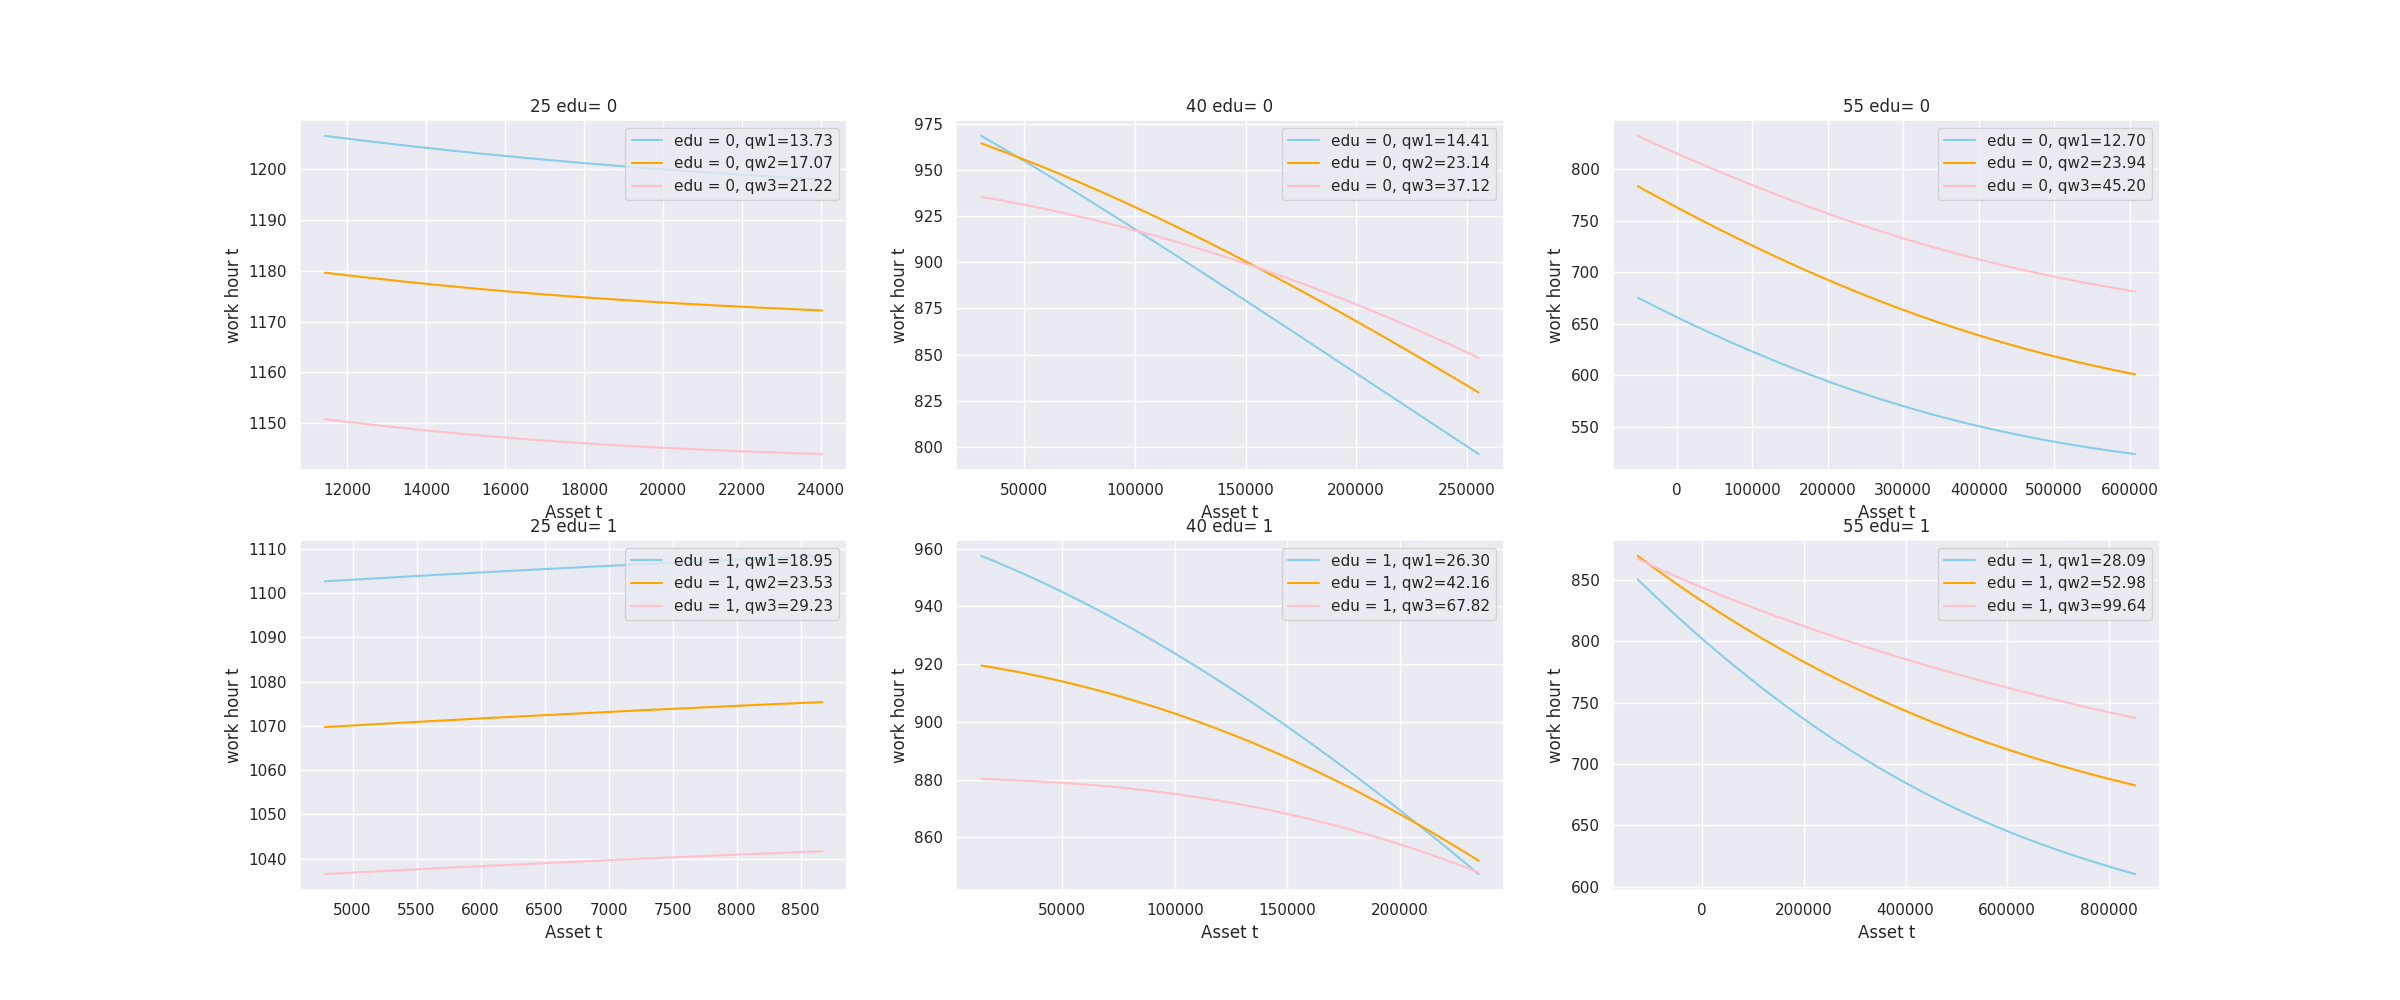 25 edu= 0
edu = 0, qw1=13.73
edu = 0, qw2=17.07
edu = 0, qw3=21.22
1200
1190
1180
1170
1160
1150
work hour t
12000 14000 16000 18000 20000 22000 24000
Asset t
40 edu= 0
edu = 0, qw1=14.41
edu = 0, qw2=23.14
edu = 0, qw3=37.12
975
950
925
900
875
850
825
800
work hour t
50000 100000 150000 200000 250000
Asset t
55 edu= 0
edu = 0, qw1=12.70
edu = 0, qw2=23.94
edu = 0, qw3=45.20
800
750
700
650
600
550
work hour t
0 100000 200000 300000 400000 500000 600000
Asset t
25 edu= 1
edu = 1, qw1=18.95
edu = 1, qw2=23.53
edu = 1, qw3=29.23
1110
1100
1090
1080
1070
1060
1050
1040
work hour t
5000 5500 6000 6500 7000 7500 8000 8500
Asset t
40 edu= 1
edu = 1, qw1=26.30
edu = 1, qw2=42.16
edu = 1, qw3=67.82
960
940
920
900
880
860
work hour t
50000 100000 150000 200000
Asset t
55 edu= 1
edu = 1, qw1=28.09
edu = 1, qw2=52.98
edu = 1, qw3=99.64
850
800
750
700
650
600
work hour t
0 200000 400000 600000 800000
Asset t